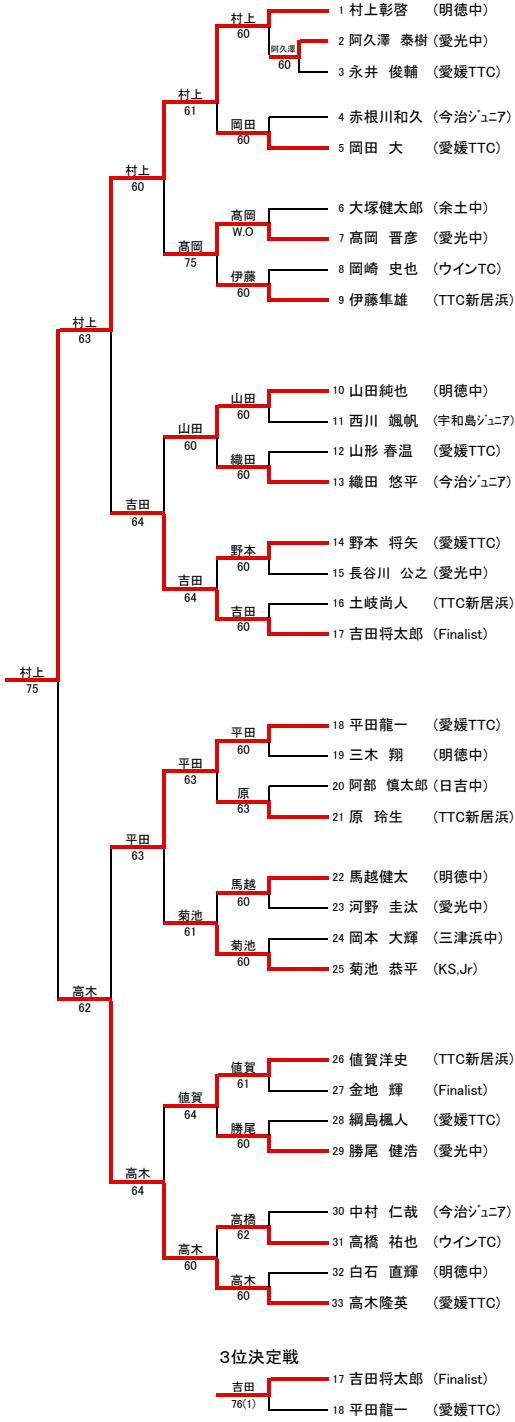 村上 1 村上彰啓 (明徳中)
60 阿久澤 2 阿久澤 泰樹 (愛光中)
60 3 永井 俊輔 (愛媛TTC)
村上
61 岡田 4 赤根川和久 (今治ジュニア)
60 5 岡田 大 (愛媛TTC)
村上
60 髙岡 6 大塚健太郎 (余土中)
W.O 7 髙岡 晋彦 (愛光中)
髙岡
75 伊藤 8 岡崎 史也 (ウインTC)
60 9 伊藤隼雄 (TTC新居浜)
村上
63
山田 10 山田純也 (明徳中)
60 11 西川 颯帆 (宇和島ジュニア)
山田
60 織田 12 山形 春温 (愛媛TTC)
60 13 織田 悠平 (今治ジュニア)
吉田
64 野本 14 野本 将矢 (愛媛TTC)
60 15 長谷川 公之 (愛光中)
吉田
64 吉田 16 土岐尚人 (TTC新居浜)
60 17 吉田将太郎 (Finalist)
村上
75
平田 18 平田龍一 (愛媛TTC)
60 19 三木 翔 (明徳中)
平田
63 原 20 阿部 慎太郎 (日吉中)
63 21 原 玲生 (TTC新居浜)
平田
63 馬越 22 馬越健太 (明徳中)
60 23 河野 圭汰 (愛光中)
菊池
61 菊池 24 岡本 大輝 (三津浜中)
60 25 菊池 恭平 (KS,Jr)
高木
62
値賀 26 値賀洋史 (TTC新居浜)
61 27 金地 輝 (Finalist)
値賀
64 勝尾 28 綱島楓人 (愛媛TTC)
60 29 勝尾 健浩 (愛光中)
高木
64 高橋 30 中村 仁哉 (今治ジュニア)
62 31 高橋 祐也 (ウインTC)
高木
60 高木 32 白石 直輝 (明徳中)
60 33 高木隆英 (愛媛TTC)
3位決定戦
吉田 17 吉田将太郎 (Finalist)
76(1) 18 平田龍一 (愛媛TTC)